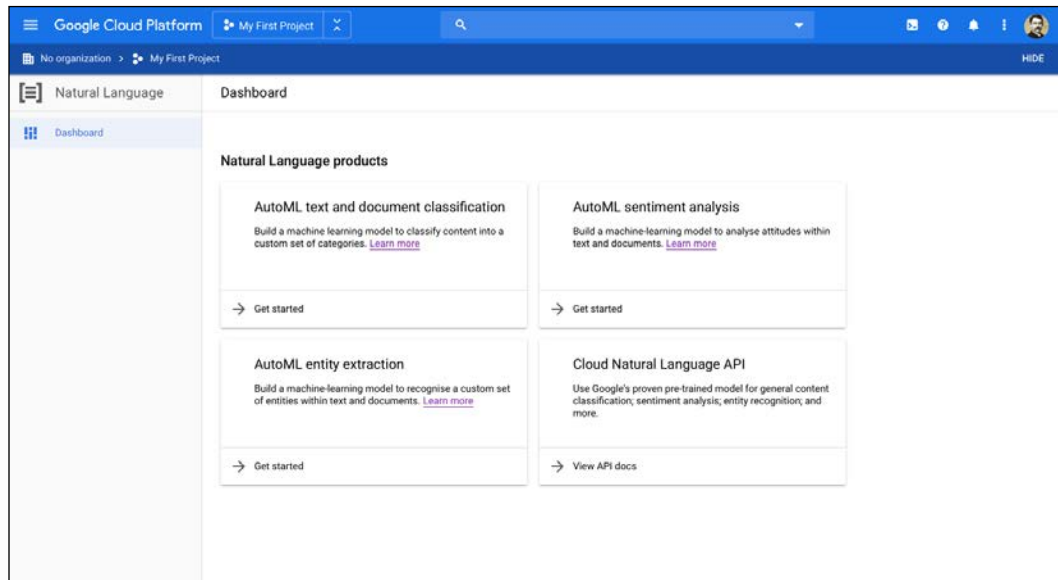 Google Cloud Platform
My First Project
No organization > My First Project
HIDE
Natural Language
Dashboard
Dashboard
Natural Language products
AutoML text and document classification
Build a machine learning model to classify content into a
custom set of categories. Learn more
Get started
AutoML sentiment analysis
Build a machine-learning model to analyse attitudes within
text and documents. Learn more
Get started
AutoML entity extraction
Build a machine-learning model to recognise a custom set
of entities within text and documents. Learn more
Get started
Cloud Natural Language API
Use Google's proven pre-trained model for general content
classification; sentiment analysis; entity recognition; and
more.
View API docs